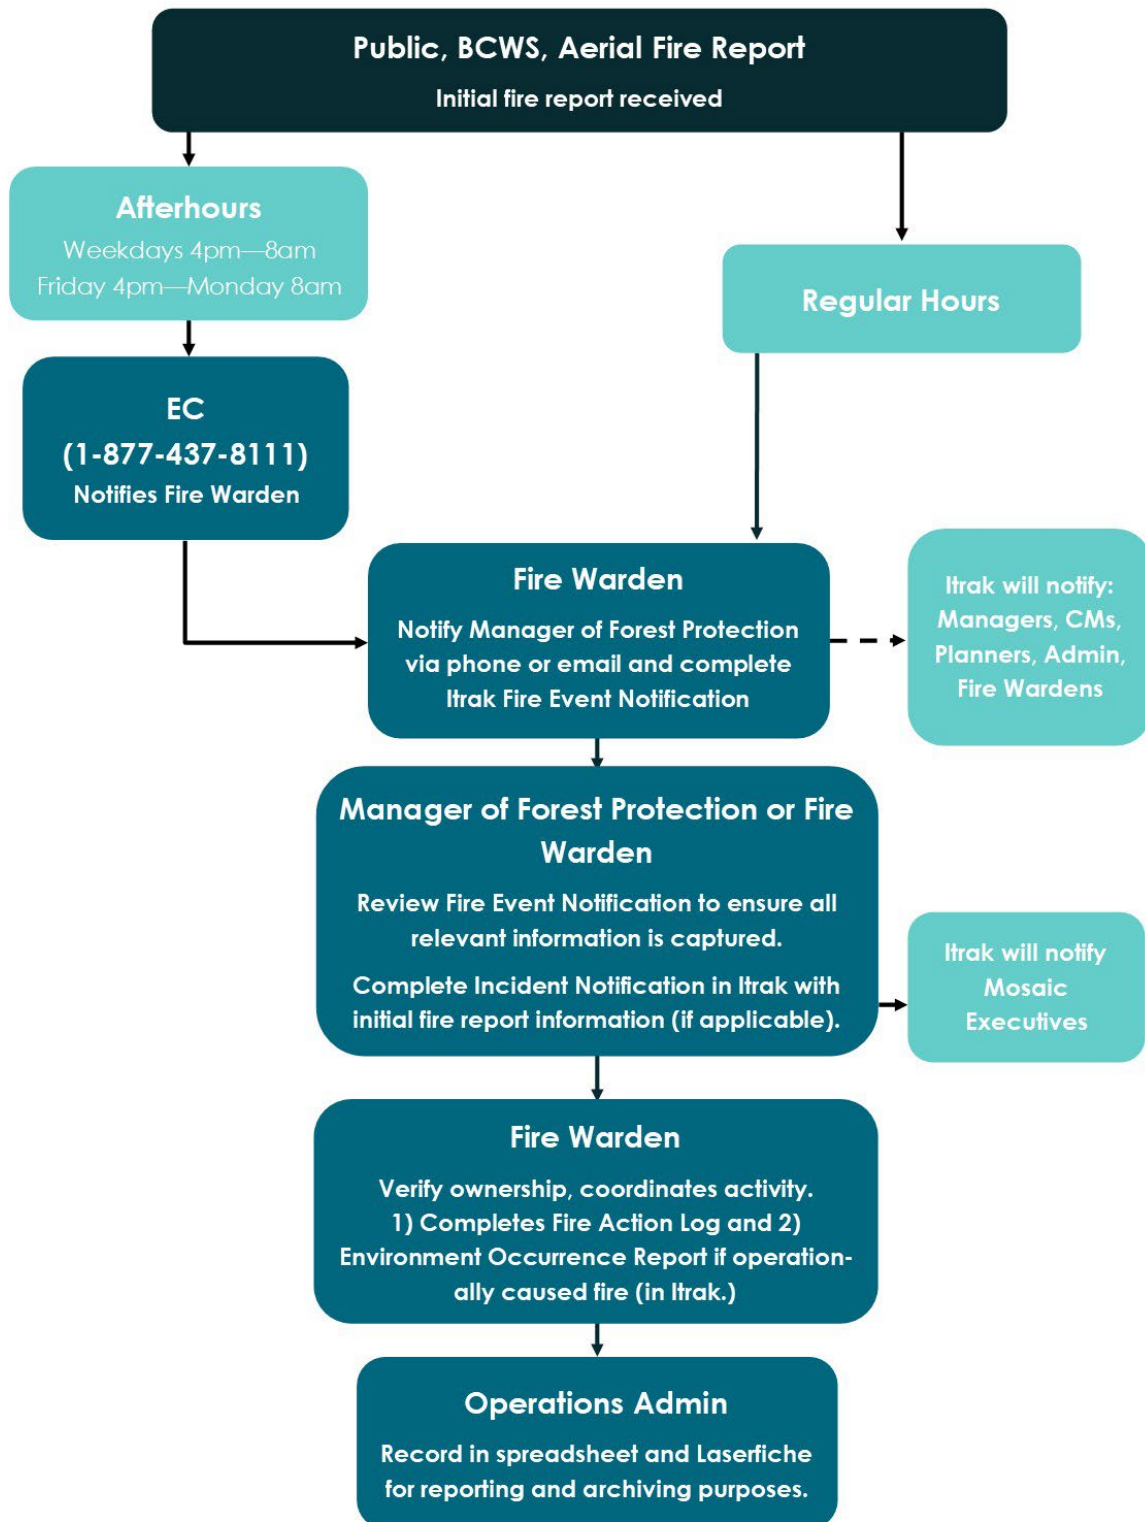 Public, BCWS, Aerial Fire Report
Initial fire report received
Afterhours
Weekdays 4pm—8am
Friday 4pm—Monday 8am
Regular Hours
EC
(1-877-437-8111)
Notifies Fire Warden
Fire Warden
Notify Manager of Forest Protection
via phone or email and complete
Itrak Fire Event Notification
Itrak will notify:
Managers, CMs,
Planners, Admin,
Fire Wardens
Manager of Forest Protection or Fire
Warden
Review Fire Event Notification to ensure all
relevant information is captured.
Complete Incident Notification in Itrak with
initial fire report information (if applicable).
Itrak will notify
Mosaic
Executives
Fire Warden
Verify ownership, coordinates activity.
1) Completes Fire Action Log and 2)
Environment Occurrence Report if operation-
ally caused fire (in Itrak.)
Operations Admin
Record in spreadsheet and Laserfiche
for reporting and archiving purposes.